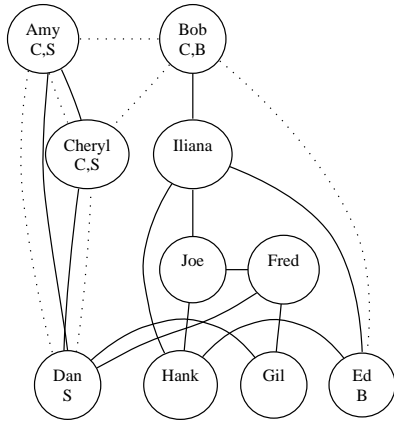 Amy
C,S
Bob
C,B
Cheryl
C,S
Iliana
Joe
Fred
Dan
S
Hank
Gil
Ed
B